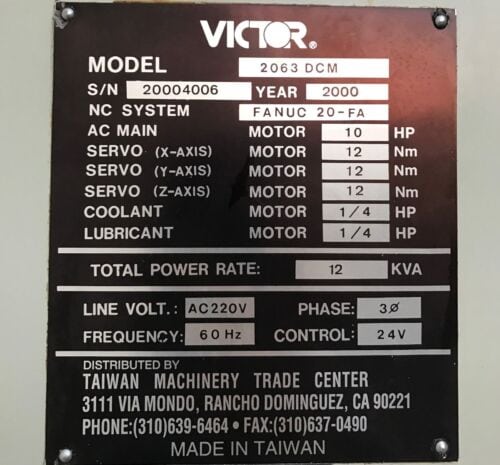 VICTOR®
MODEL 2063 DCM
S/N 20004006 YEAR 2000
NC SYSTEM FANUC 20-FA
AC MAIN MOTOR 10 HP
SERVO (X-AXIS) MOTOR 12 Nm
SERVO (Y-AXIS) MOTOR 12 Nm
SERVO (Z-AXIS) MOTOR 12 Nm
COOLANT MOTOR 1/4 HP
LUBRICANT MOTOR 1/4 HP
TOTAL POWER RATE: 12 KVA
LINE VOLT.: AC220V PHASE: 3Ø
FREQUENCY: 60 Hz CONTROL: 24V
DISTRIBUTED BY
TAIWAN MACHINERY TRADE CENTER
3111 VIA MONDO, RANCHO DOMINGUEZ, CA 90221
PHONE:(310)639-6464 • FAX:(310)637-0490
MADE IN TAIWAN